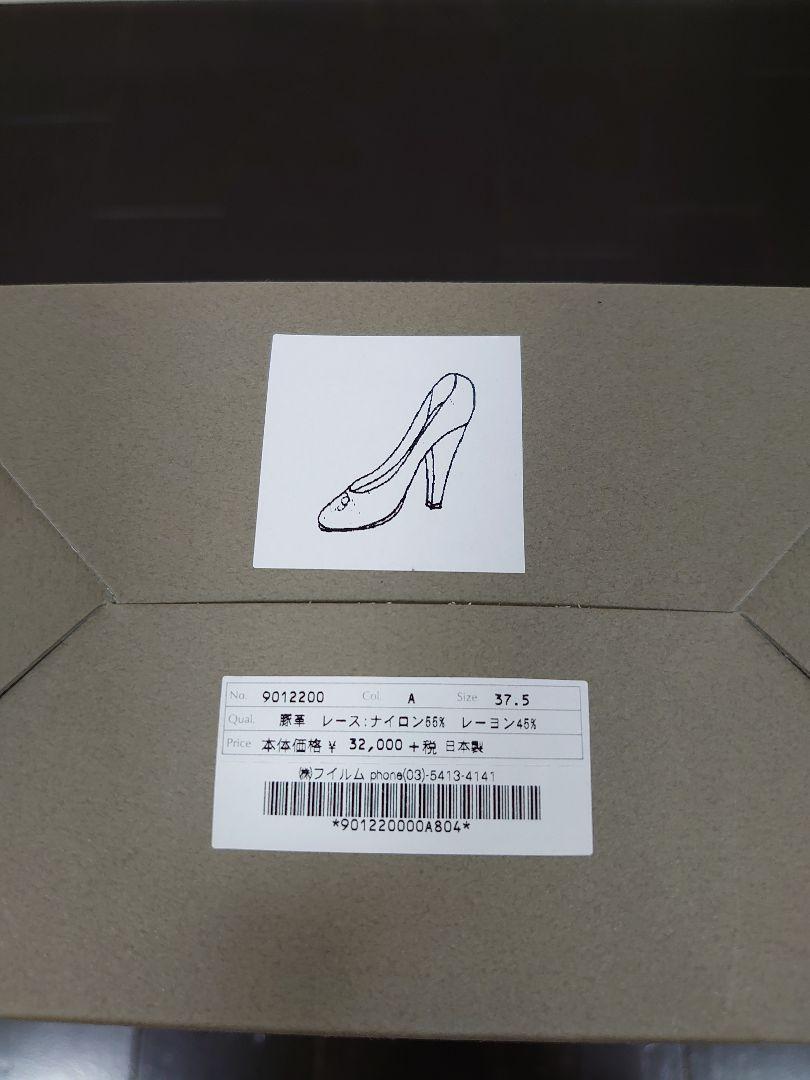 No. 9012200 Col. A Size 37.5
Qual. 豚革 レース:ナイロン55% レーヨン45%
Price 本体価格¥ 32,000+税 日本製
㈱フイルム phone(03)-5413-4141
*901220000A804*